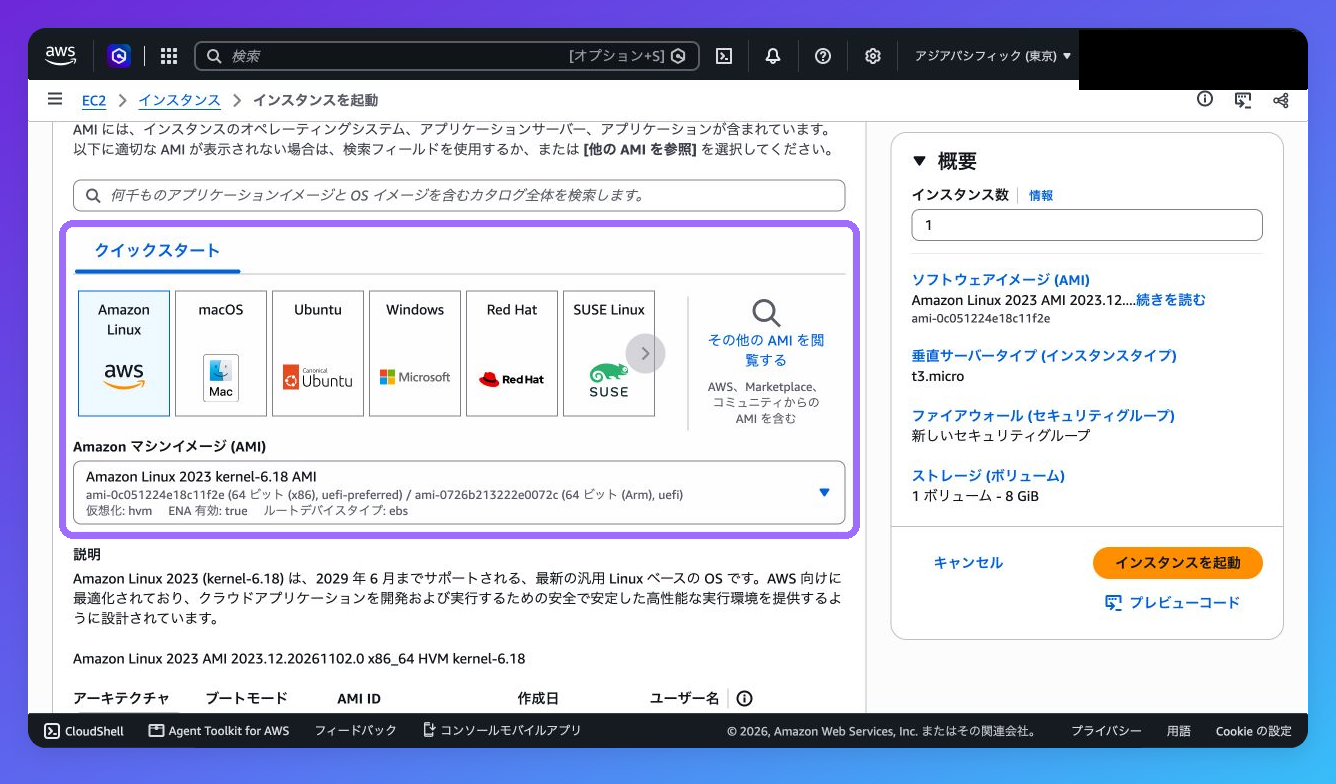 aws
検索
[オプション+S]
アジアパシフィック (東京) ▼
EC2 > インスタンス > インスタンスを起動
AMI には、インスタンスのオペレーティングシステム、アプリケーションサーバー、アプリケーションが含まれています。
以下に適切な AMI が表示されない場合は、検索フィールドを使用するか、または [他の AMI を参照] を選択してください。
何千ものアプリケーションイメージと OS イメージを含むカタログ全体を検索します。
クイックスタート
Amazon
Linux
aws
macOS
Mac
Ubuntu
Canonical
Ubuntu
Windows
Microsoft
Red Hat
Red Hat
SUSE Linux
SUSE
その他の AMI を閲
覧する
AWS、Marketplace、
コミュニティからの
AMI を含む
Amazon マシンイメージ (AMI)
Amazon Linux 2023 kernel-6.18 AMI
ami-0c051224e18c11f2e (64 ビット (x86), uefi-preferred) / ami-0726b213222e0072c (64 ビット (Arm), uefi)
仮想化: hvm ENA 有効: true ルートデバイスタイプ: ebs
説明
Amazon Linux 2023 (kernel-6.18) は、2029 年 6 月までサポートされる、最新の汎用 Linux ベースの OS です。AWS 向けに
最適化されており、クラウドアプリケーションを開発および実行するための安全で安定した高性能な実行環境を提供するよ
うに設計されています。
Amazon Linux 2023 AMI 2023.12.20261102.0 x86_64 HVM kernel-6.18
アーキテクチャ ブートモード AMI ID 作成日 ユーザー名
▼ 概要
インスタンス数 情報
1
ソフトウェアイメージ (AMI)
Amazon Linux 2023 AMI 2023.12....続きを読む
ami-0c051224e18c11f2e
垂直サーバータイプ (インスタンスタイプ)
t3.micro
ファイアウォール (セキュリティグループ)
新しいセキュリティグループ
ストレージ (ボリューム)
1 ボリューム - 8 GiB
キャンセル
インスタンスを起動
プレビューコード
CloudShell Agent Toolkit for AWS フィードバック コンソールモバイルアプリ © 2026, Amazon Web Services, Inc. またはその関連会社。 プライバシー 用語 Cookie の設定